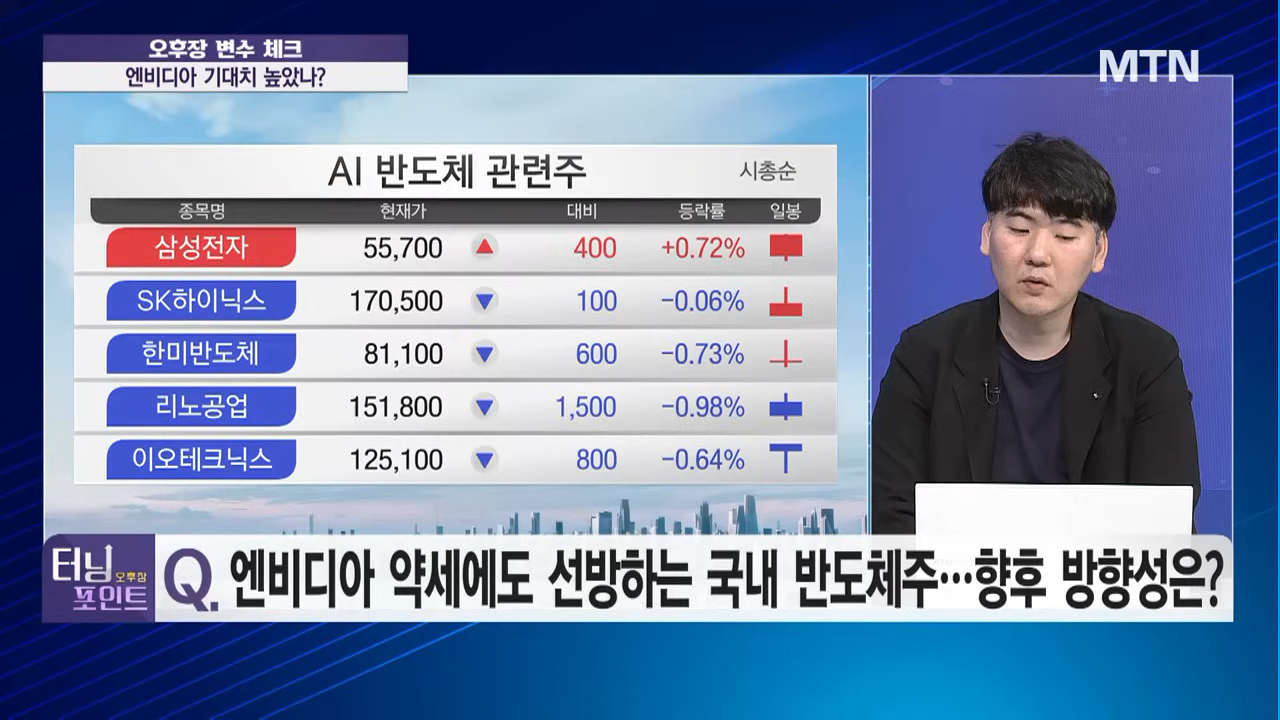 오후장 변수 체크
엔비디아 기대치 높았나?
MTN
AI 반도체 관련주 시총순
종목명 현재가 대비 등락률 일봉
삼성전자 55,700 ▲ 400 +0.72%
SK하이닉스 170,500 ▼ 100 -0.06%
한미반도체 81,100 ▼ 600 -0.73%
리노공업 151,800 ▼ 1,500 -0.98%
이오테크닉스 125,100 ▼ 800 -0.64%
터닝 오후장
포인트
Q. 엔비디아 약세에도 선방하는 국내 반도체주…향후 방향성은?